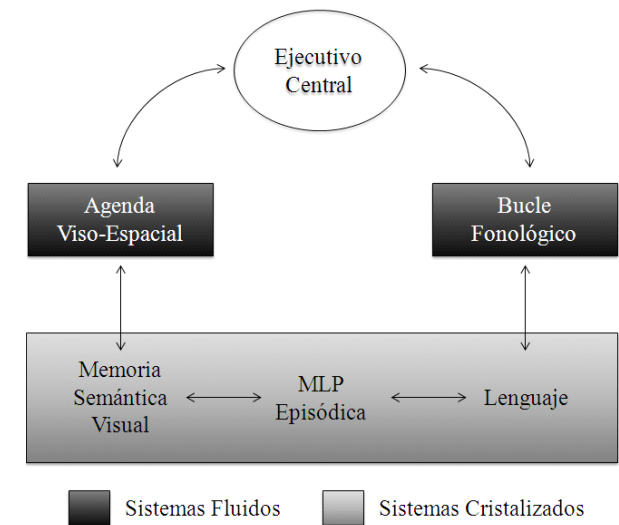 Ejecutivo
Central
Agenda
Viso-Espacial
Bucle
Fonológico
Memoria
Semántica
Visual
MLP
Episódica
Lenguaje
Sistemas Fluidos
Sistemas Cristalizados